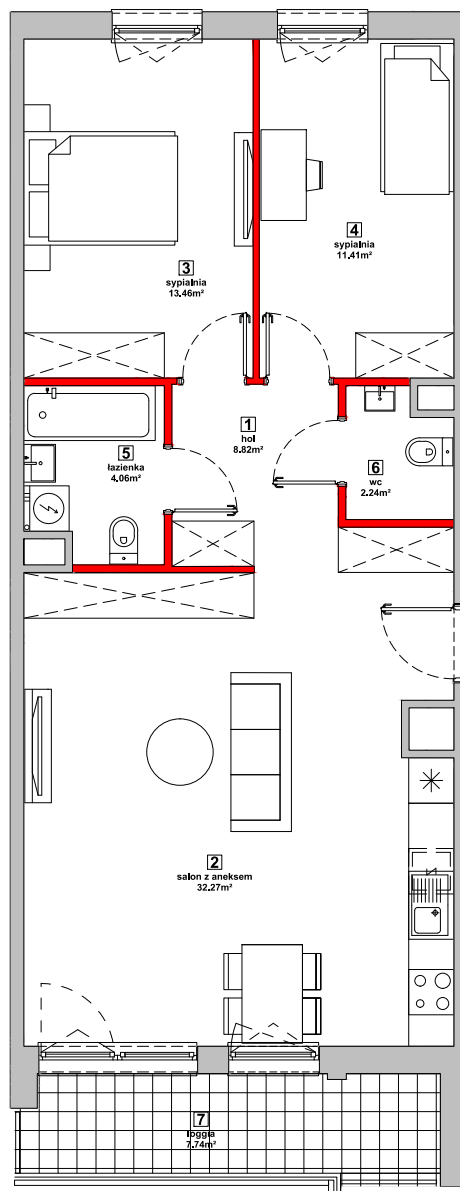 4
sypialnia
11.41m²
3
sypialnia
13.46m²
1
hol
8.82m²
5
łazienka
4.06m²
6
wc
2.24m²
2
salon z aneksem
32.27m²
7
loggia
7.74m²